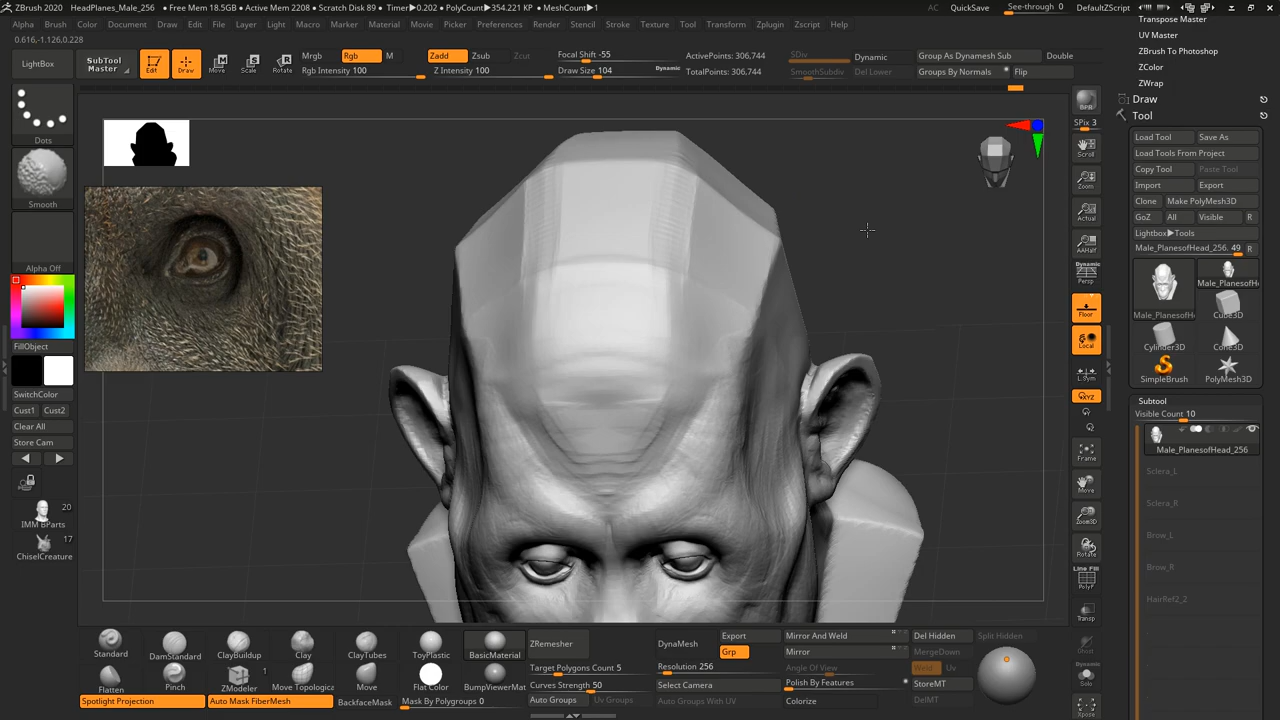 ZBrush 2020 HeadPlanes_Male_256 • Free Mem 18.5GB • Active Mem 2208 • Scratch Disk 89 • Timer▶0.202 • PolyCount▶354.221 KP • MeshCount▶1 AC QuickSave See-through 0 DefaultZScript
Alpha Brush Color Document Draw Edit File Layer Light Macro Marker Material Movie Picker Preferences Render Stencil Stroke Texture Tool Transform Zplugin Zscript Help
0.616,-1.126,0.228
LightBox
SubTool
Master
Edit
Draw
Move
Scale
Rotate
Mrgb Rgb M
Rgb Intensity 100
Zadd Zsub Zcut
Z Intensity 100
Focal Shift -55
Draw Size 104
Dynamic
ActivePoints: 306,744
TotalPoints: 306,744
SDiv
SmoothSubdiv
Dynamic
Del Lower
Group As Dynamesh Sub
Groups By Normals
Double
Flip
Dots
Smooth
Alpha Off
FillObject
SwitchColor
Cust1 Cust2
Clear All
Store Cam
20
IMM BParts
17
ChiselCreature
BPR
SPix 3
Scroll
Zoom
Actual
AAHalf
Dynamic
Persp
Floor
Local
L.Sym
XYZ
Frame
Move
Zoom3D
Rotate
Line Fill
PolyF
Transp
Ghost
Dynamic
Solo
Xpose
Transpose Master
UV Master
ZBrush To Photoshop
ZColor
ZWrap
Draw
Tool
Load Tool Save As
Load Tools From Project
Copy Tool Paste Tool
Import Export
Clone Make PolyMesh3D
GoZ All Visible R
Lightbox▶Tools
Male_PlanesofHead_256. 49 R
Male_PlanesofH
Male_PlanesofH
Cube3D
Cylinder3D
Cone3D
SimpleBrush
PolyMesh3D
Subtool
Visible Count 10
Male_PlanesofHead_256
Sclera_L
Sclera_R
Brow_L
Brow_R
HairRef2_2
Standard DamStandard ClayBuildup Clay ClayTubes ToyPlastic BasicMaterial
Flatten Pinch 1 ZModeler Move Topologica Move Flat Color BumpViewerMat
Spotlight Projection Auto Mask FiberMesh BackfaceMask Mask By Polygroups 0
ZRemesher
Target Polygons Count 5
Curves Strength 50
Auto Groups Uv Groups
DynaMesh
Resolution 256
Select Camera
Auto Groups With UV
Export
Grp
Mirror And Weld
Mirror
Angle Of View
Polish By Features
Colorize
Del Hidden Split Hidden
MergeDown
Weld Uv
StoreMT
DelMT